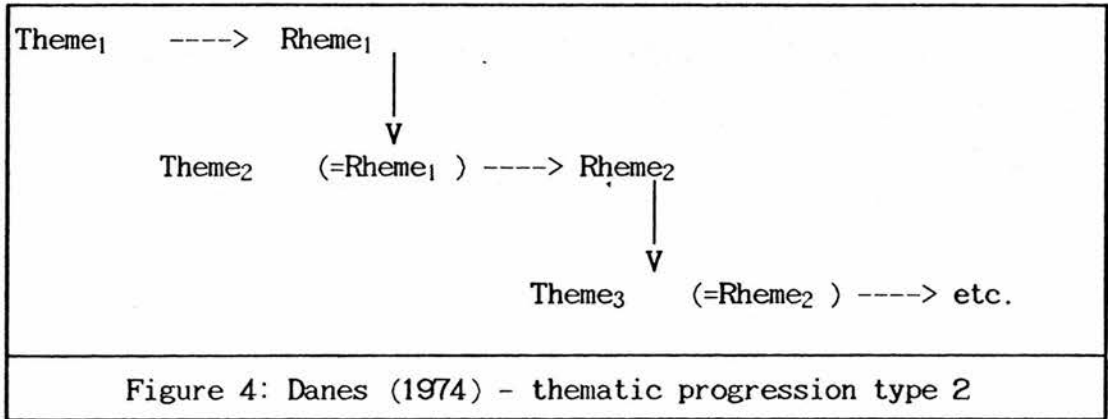 Theme₁ ----> Rheme₁
V
Theme₂ (=Rheme₁ ) ----> Rheme₂
V
Theme₃ (=Rheme₂ ) ----> etc.
Figure 4: Danes (1974) - thematic progression type 2